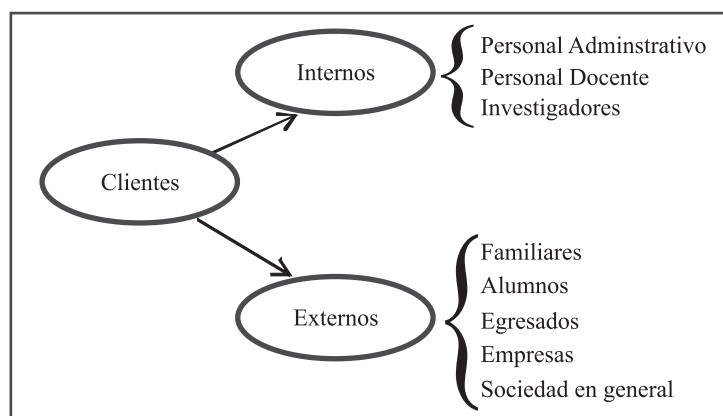 Clientes
Internos
Personal Adminstrativo
Personal Docente
Investigadores
Externos
Familiares
Alumnos
Egresados
Empresas
Sociedad en general